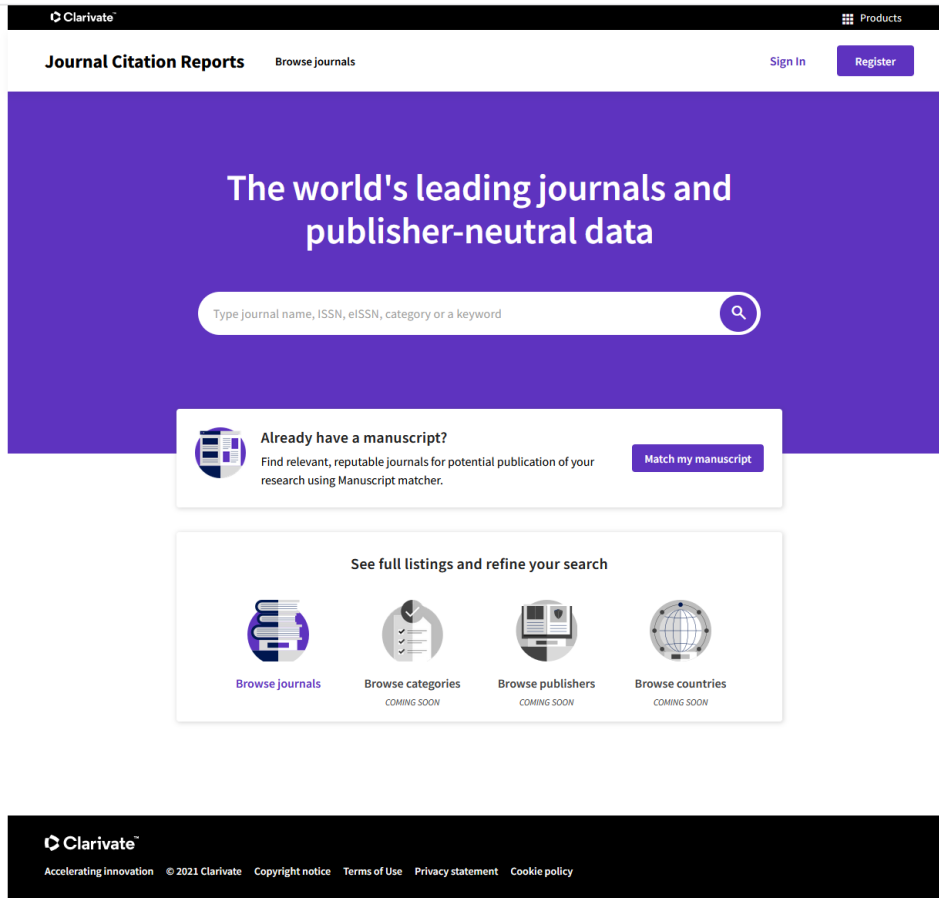 Clarivate™
Products
Journal Citation Reports Browse journals Sign In Register
The world's leading journals and
publisher-neutral data
Type journal name, ISSN, eISSN, category or a keyword
Already have a manuscript?
Find relevant, reputable journals for potential publication of your
research using Manuscript matcher.
Match my manuscript
See full listings and refine your search
Browse journals
Browse categories
COMING SOON
Browse publishers
COMING SOON
Browse countries
COMING SOON
Clarivate™
Accelerating innovation © 2021 Clarivate Copyright notice Terms of Use Privacy statement Cookie policy